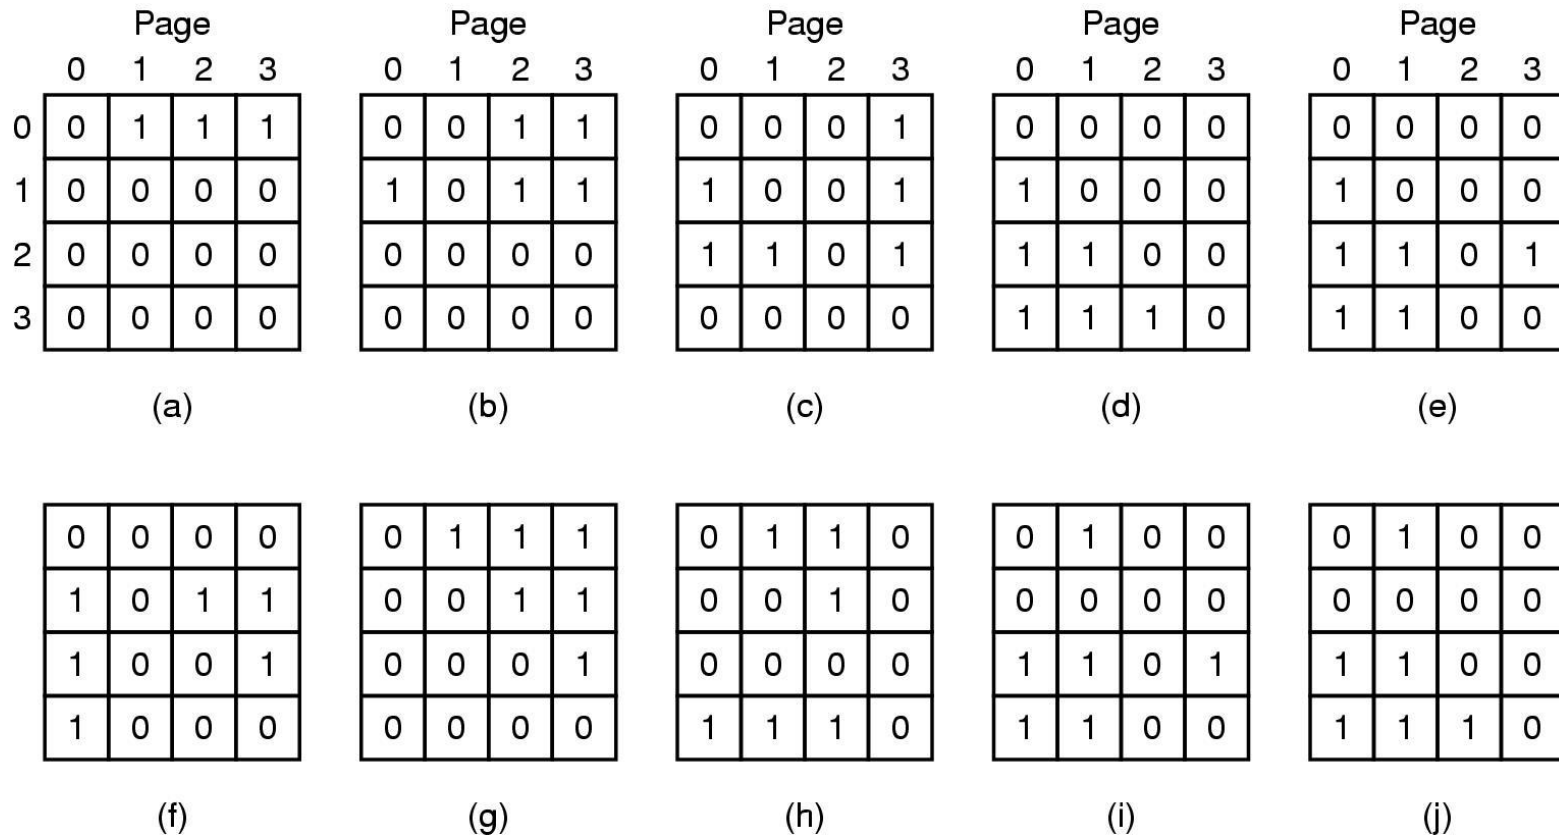 Page Page Page Page Page
0 1 2 3 0 1 2 3 0 1 2 3 0 1 2 3 0 1 2 3
0 0 1 1 1 0 0 1 1 0 0 0 1 0 0 0 0 0 0 0 0
1 0 0 0 0 1 0 1 1 1 0 0 1 1 0 0 0 1 0 0 0
2 0 0 0 0 0 0 0 0 1 1 0 1 1 1 0 0 1 1 0 1
3 0 0 0 0 0 0 0 0 0 0 0 0 1 1 1 0 1 1 0 0
(a) (b) (c) (d) (e)
0 0 0 0 0 1 1 1 0 1 1 0 0 1 0 0 0 1 0 0
1 0 1 1 0 0 1 1 0 0 1 0 0 0 0 0 0 0 0 0
1 0 0 1 0 0 0 1 0 0 0 0 1 1 0 1 1 1 0 0
1 0 0 0 0 0 0 0 1 1 1 0 1 1 0 0 1 1 1 0
(f) (g) (h) (i) (j)